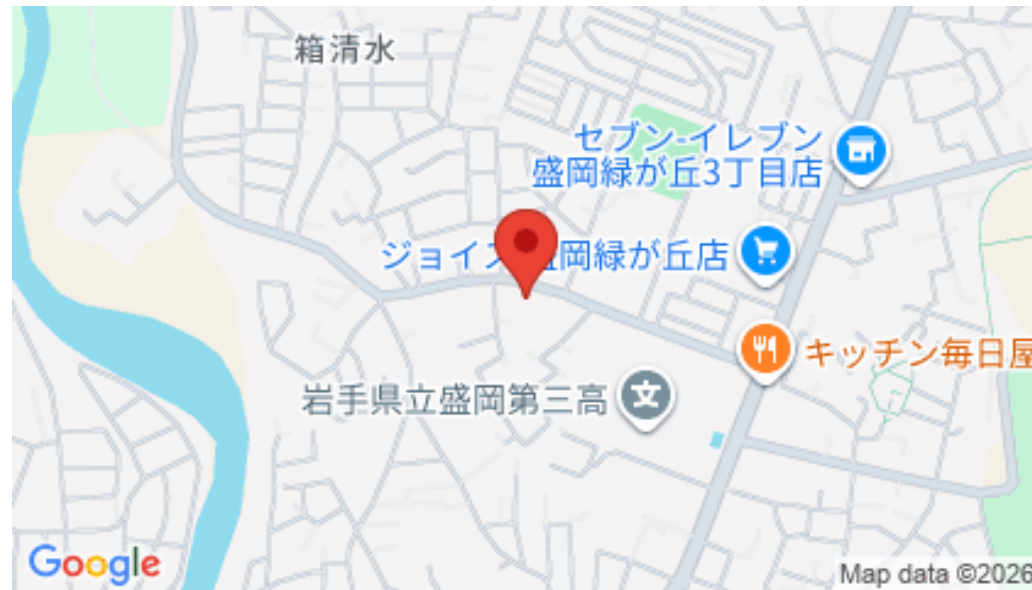 箱清水
セブン-イレブン
盛岡緑が丘3丁目店
ジョイス盛岡緑が丘店
キッチン毎日屋
岩手県立盛岡第三高
Google
Map data ©2026